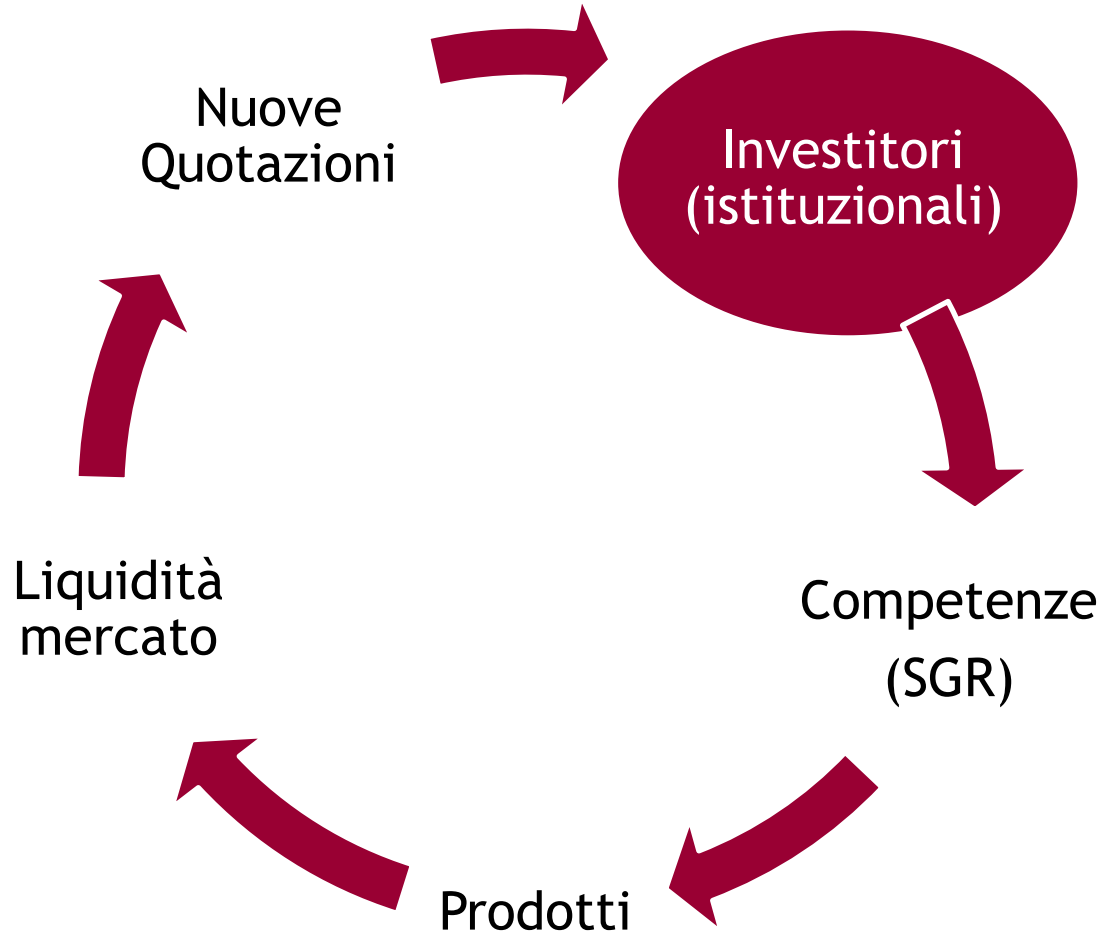 Nuove
Quotazioni
Investitori
(istituzionali)
Competenze
(SGR)
Prodotti
Liquidità
mercato